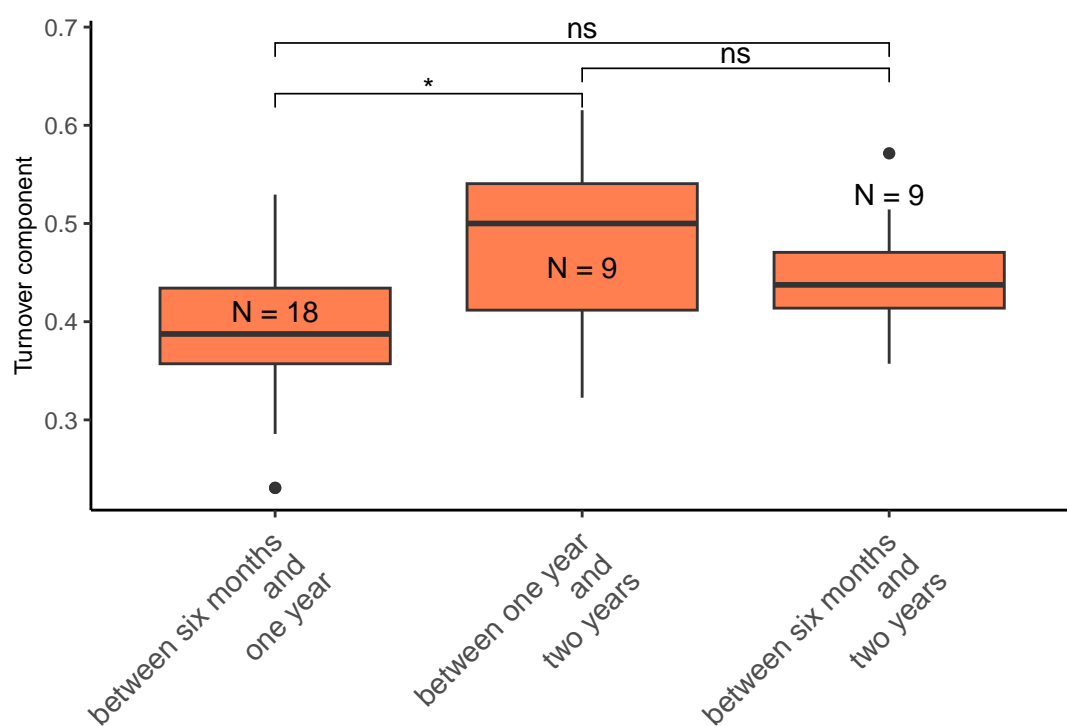 0.7
ns
ns
*
0.6
0.5
0.4
0.3
Turnover component
N = 18
N = 9
N = 9
between six months
and
one year
between one year
and
two years
between six months
and
two years